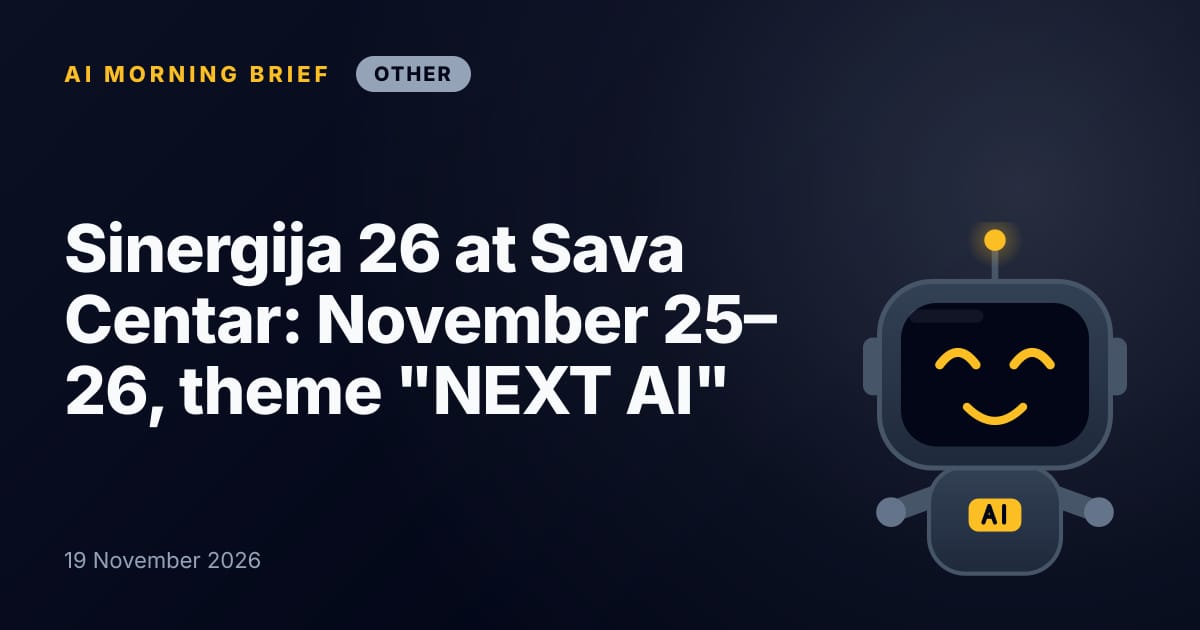 AI MORNING BRIEF
OTHER
Sinergija 26 at Sava
Centar: November 25–
26, theme "NEXT AI"
AI
19 November 2026